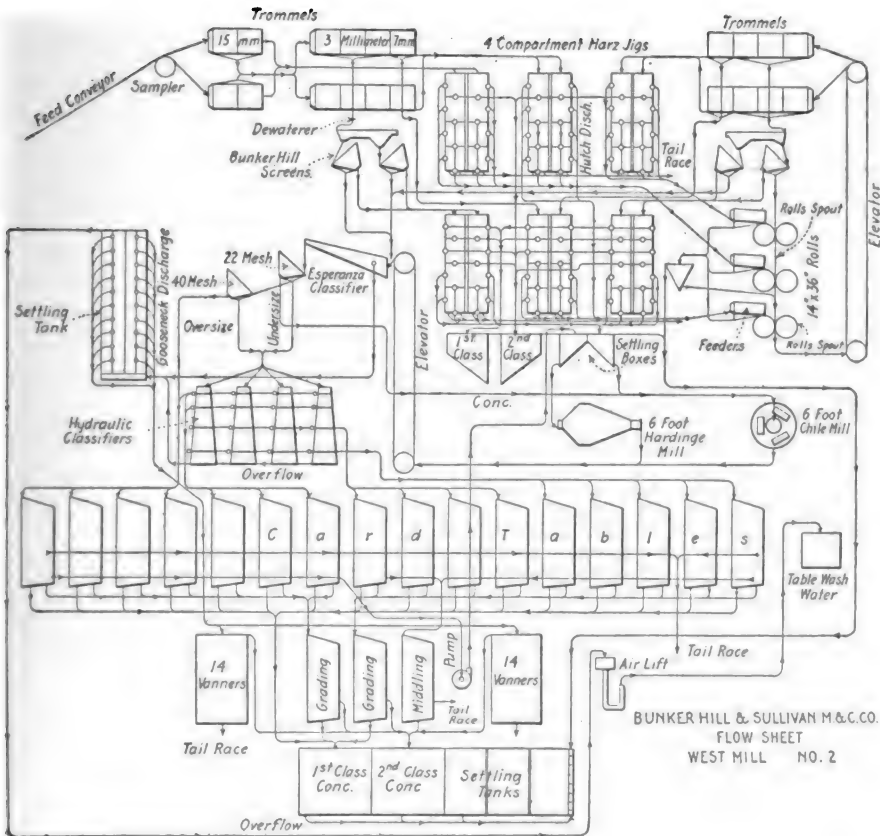 Trommels
15 mm
3 Millimeter 7mm
4 Compartment Harz Jigs
Trommels
Feed Conveyor
Sampler
Dewaterer
Bunker Hill
Screens
Hutch Disch.
Tail
Race
Rolls Spout
14"x36" Rolls
Elevator
Feeders
Rolls Spout
22 Mesh
40 Mesh
Esperanza
Classifier
Settling
Tank
Gooseneck Discharge
Oversize
Undersize
Elevator
1st
Class
2nd
Class
Settling
Boxes
Conc.
Hydraulic
Classifiers
Overflow
6 Foot
Hardinge
Mill
6 Foot
Chile Mill
Card Tables
Table Wash
Water
14
Vanners
Tail Race
Grading
Grading
Middling
Pump
Tail
Race
14
Vanners
Tail Race
Tail Race
Air Lift
1st Class
Conc.
2nd Class
Conc
Settling
Tanks
Overflow
BUNKER HILL & SULLIVAN M.& C.CO.
FLOW SHEET
WEST MILL NO. 2